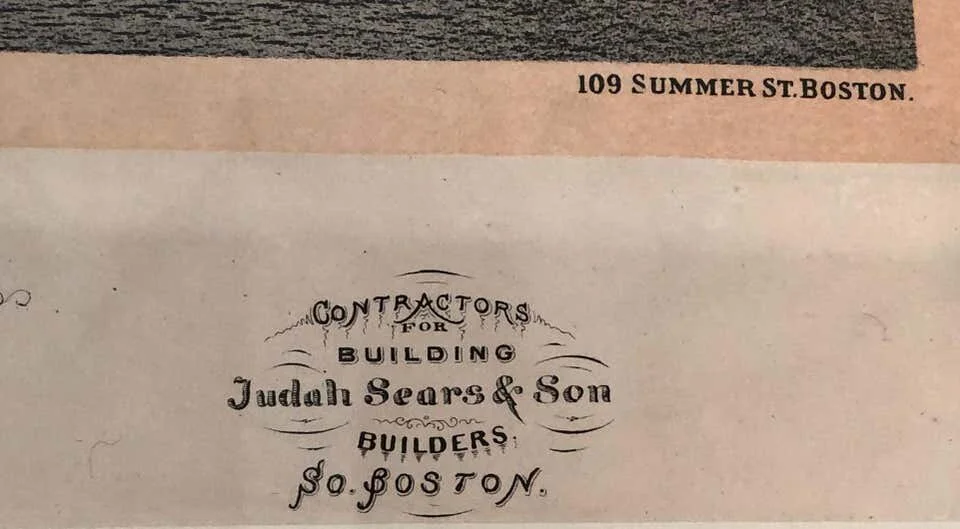 109 SUMMER ST. BOSTON.
CONTRACTORS
FOR
BUILDING
Judah Sears & Son
BUILDERS,
So. BOSTON.